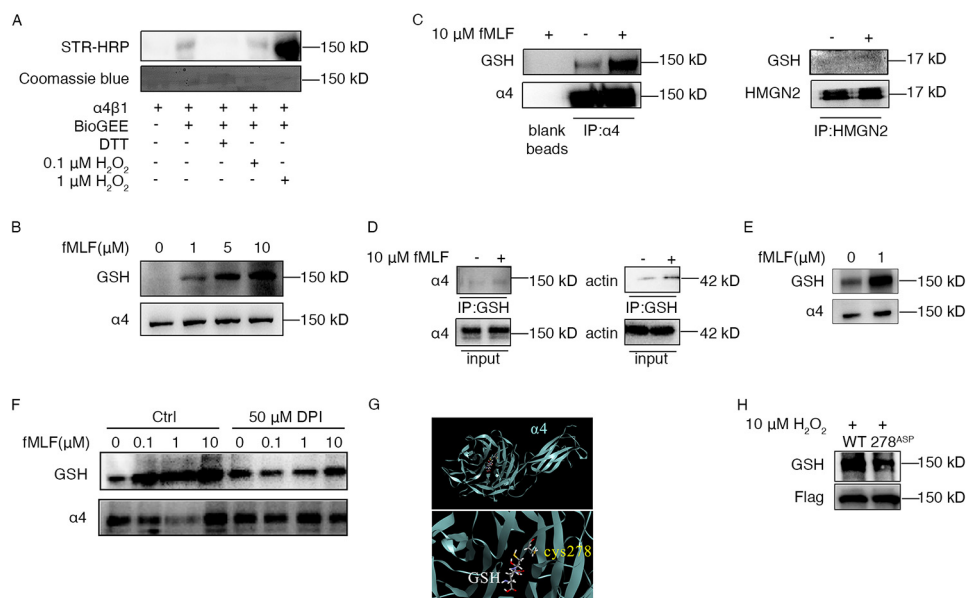 A
STR-HRP 150 kD
Coomassie blue
α4β1 + + + + +
BioGEE - + + + +
DTT - - + - -
0.1 μM H₂O₂ - - - + -
1 μM H₂O₂ - - - - +
B
fMLF(μM) 0 1 5 10
GSH 150 kD
α4 150 kD
C
10 μM fMLF + - +
GSH 150 kD
α4 150 kD
blank beads
IP:α4
- +
GSH 17 kD
HMGN2 17 kD
IP:HMGN2
D
10 μM fMLF - +
α4 150 kD
IP:GSH
α4 150 kD
input
- +
actin 42 kD
IP:GSH
actin 42 kD
input
E
fMLF(μM) 0 1
GSH 150 kD
α4 150 kD
F
Ctrl 50 μM DPI
fMLF(μM) 0 0.1 1 10 0 0.1 1 10
GSH 150 kD
α4 150 kD
G
α4
cys278
GSH
H
10 μM H₂O₂ + +
WT 278ᴬˢᴾ
GSH 150 kD
Flag 150 kD